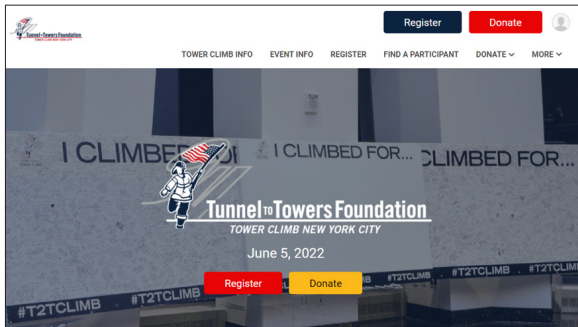 Register
Donate
Tunnel to Towers Foundation
TOWER CLIMB NEW YORK CITY
TOWER CLIMB INFO
EVENT INFO
REGISTER
FIND A PARTICIPANT
DONATE
MORE
I CLIMBED
I CLIMBED FOR...
CLIMBED FOR...
Tunnel TO Towers Foundation
TOWER CLIMB NEW YORK CITY
June 5, 2022
Register
Donate
#T2TCLIMB . #T2TCLIMB
#T2TCLIMB . #T2TCLIMB . #T2TCLIM